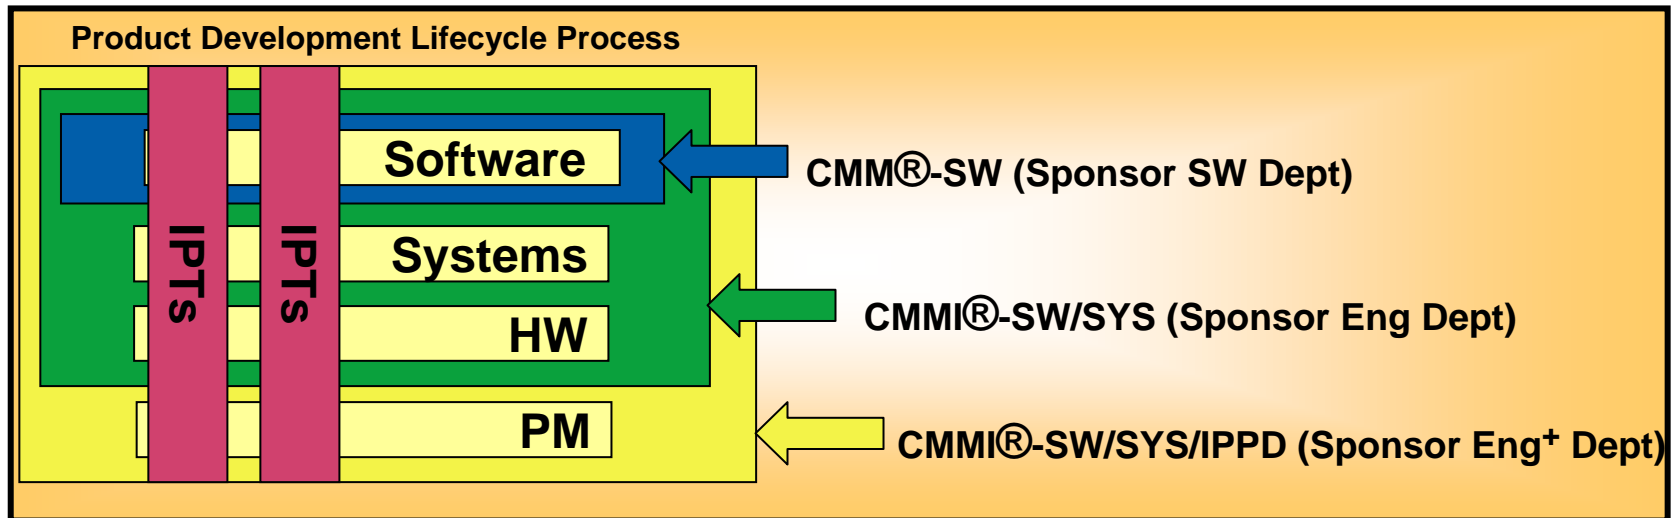 Product Development Lifecycle Process
Software
CMM®-SW (Sponsor SW Dept)
IPTs
IPTs
Systems
HW
CMMI®-SW/SYS (Sponsor Eng Dept)
PM
CMMI®-SW/SYS/IPPD (Sponsor Eng⁺ Dept)